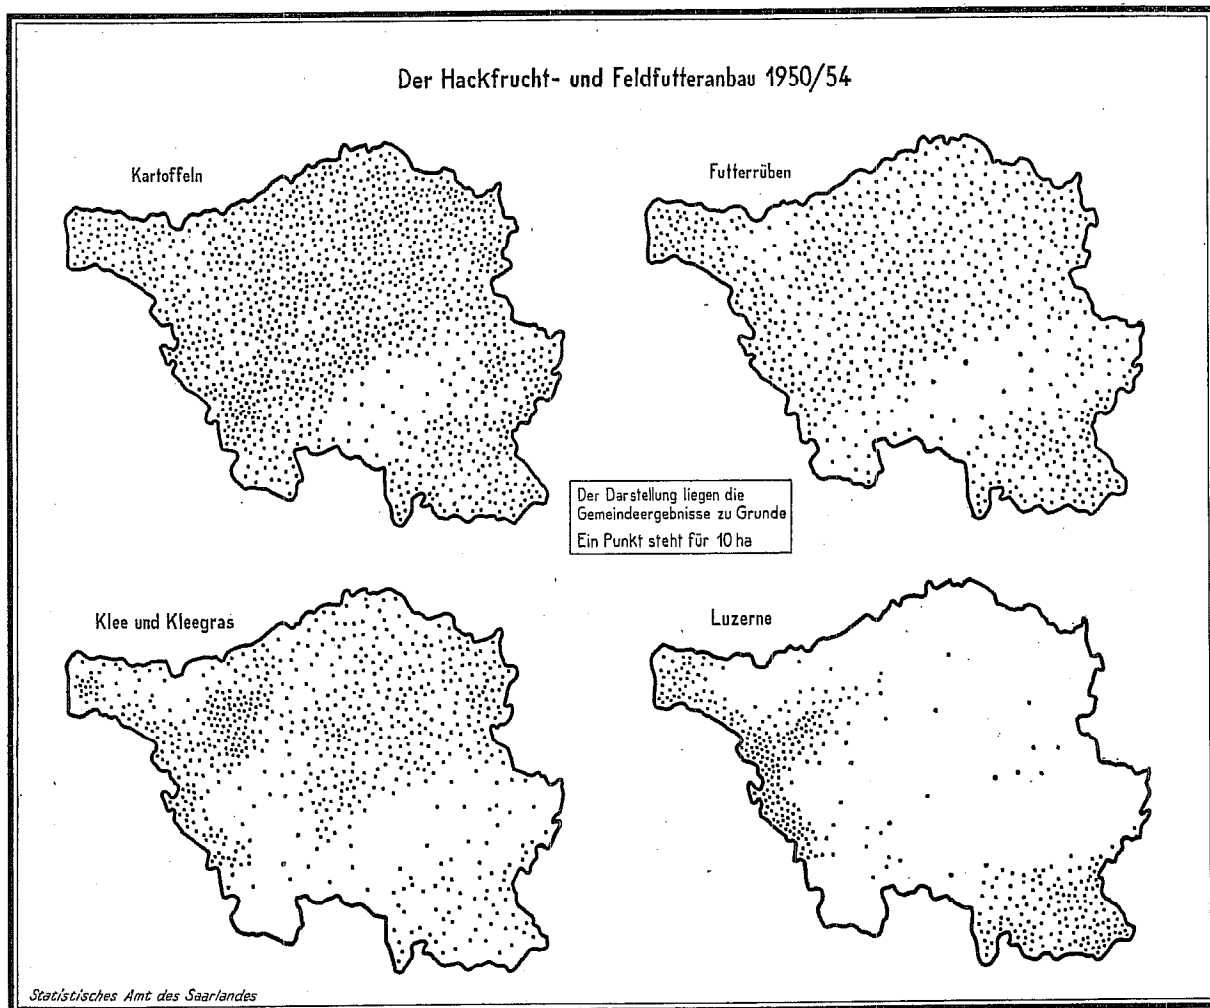 Der Hackfrucht- und Feldfutteranbau 1950/54
Kartoffeln
Futterrüben
Der Darstellung liegen die
Gemeindeergebnisse zu Grunde
Ein Punkt steht für 10 ha
Klee und Kleegras
Luzerne
Statistisches Amt des Saarlandes